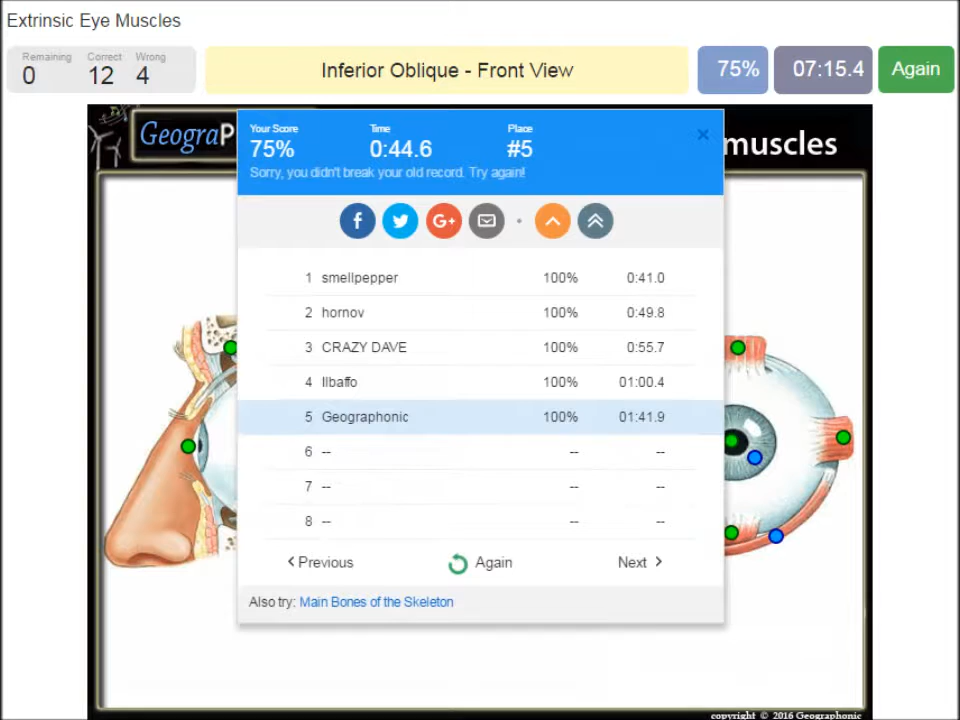 Extrinsic Eye Muscles
Remaining Correct Wrong
0 12 4
Inferior Oblique - Front View
75%
07:15.4
Again
GeograP
muscles
Your Score Time Place
75% 0:44.6 #5
Sorry, you didn't break your old record. Try again!
1 smellpepper 100% 0:41.0
2 hornov 100% 0:49.8
3 CRAZY DAVE 100% 0:55.7
4 Ilbaffo 100% 01:00.4
5 Geographonic 100% 01:41.9
6 -- -- --
7 -- -- --
8 -- -- --
Previous Again Next
Also try: Main Bones of the Skeleton
copyright © 2016 Geographonic